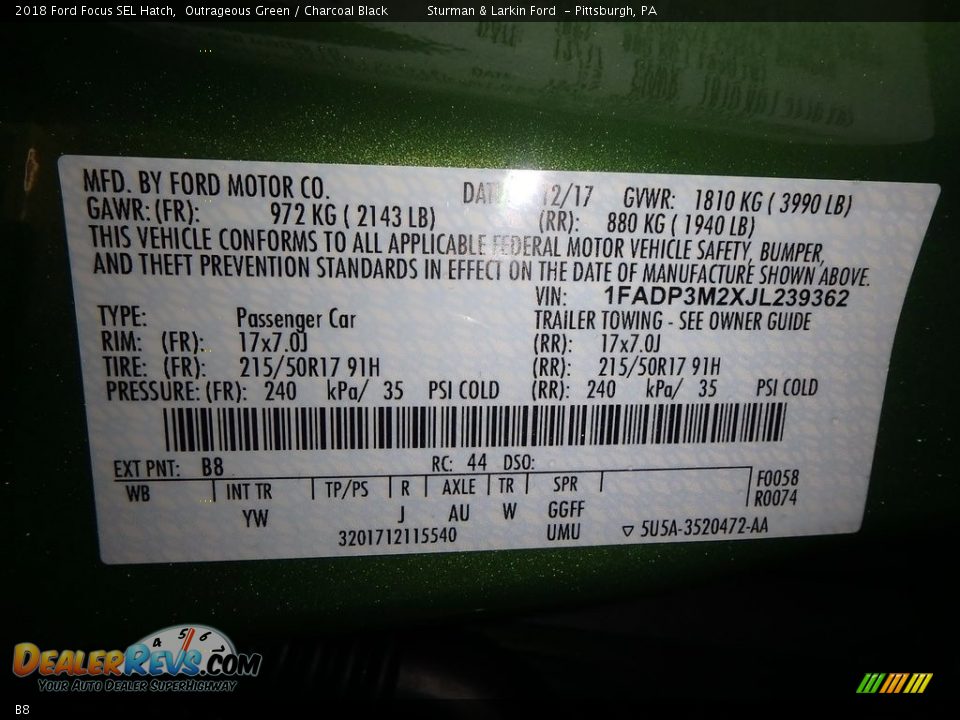 2018 Ford Focus SEL Hatch, Outrageous Green / Charcoal Black Sturman & Larkin Ford - Pittsburgh, PA
MFD. BY FORD MOTOR CO. DATE 12/17 GVWR: 1810 KG ( 3990 LB)
GAWR: (FR): 972 KG ( 2143 LB) (RR): 880 KG ( 1940 LB)
THIS VEHICLE CONFORMS TO ALL APPLICABLE FEDERAL MOTOR VEHICLE SAFETY, BUMPER,
AND THEFT PREVENTION STANDARDS IN EFFECT ON THE DATE OF MANUFACTURE SHOWN ABOVE.
VIN: 1FADP3M2XJL239362
TYPE: Passenger Car TRAILER TOWING - SEE OWNER GUIDE
RIM: (FR): 17x7.0J (RR): 17x7.0J
TIRE: (FR): 215/50R17 91H (RR): 215/50R17 91H
PRESSURE: (FR): 240 kPa/ 35 PSI COLD (RR): 240 kPa/ 35 PSI COLD
EXT PNT: B8 RC: 44 DSO:
WB INT TR TP/PS R AXLE TR SPR F0058
R0074
YW J AU W GGFF
3201712115540 UMU ▽ 5U5A-3520472-AA
4 5 6
DEALERREVS.COM
YOUR AUTO DEALER SUPERHIGHWAY
B8